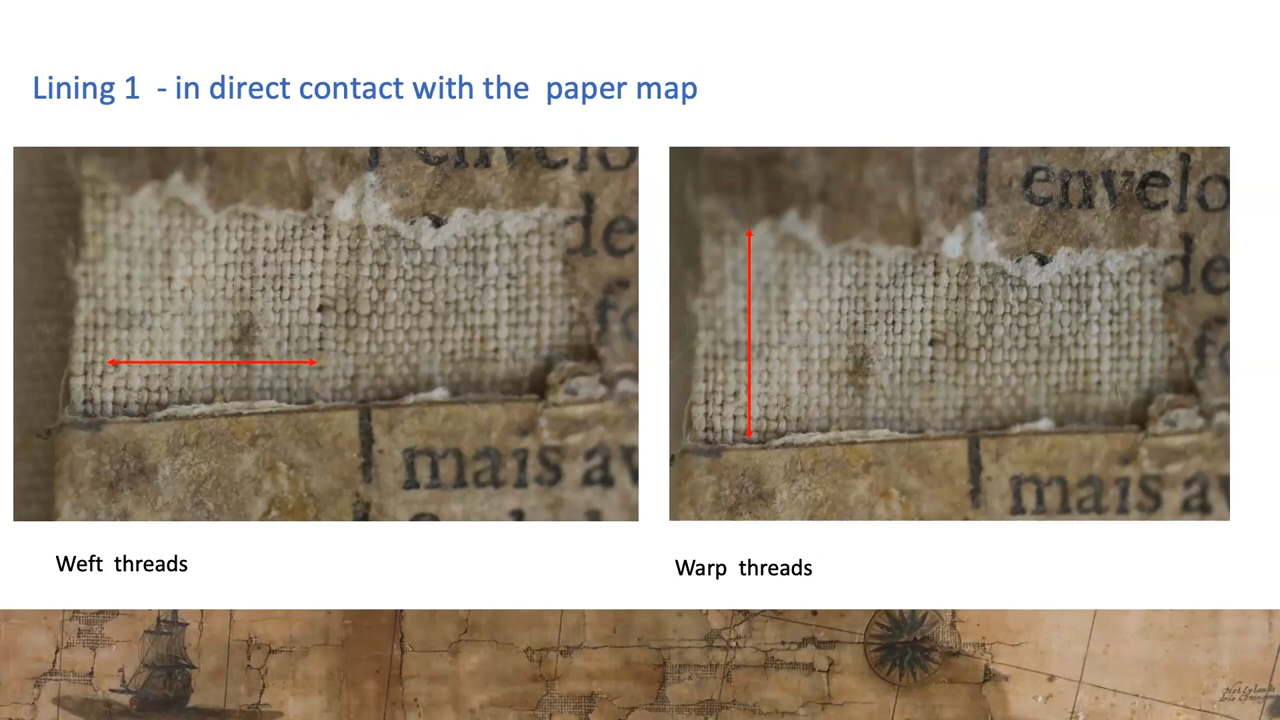 Lining 1 - in direct contact with the paper map
envelo
de
mais av
envelo
de
mais av
Weft threads
Warp threads